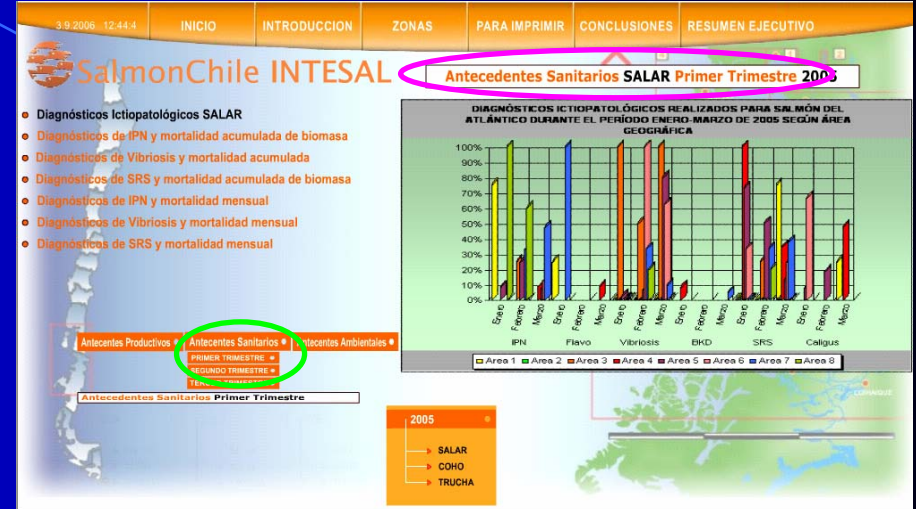 3.9.2006 12:44:4
INICIO
INTRODUCCION
ZONAS
PARA IMPRIMIR
CONCLUSIONES
RESUMEN EJECUTIVO
SalmonChile INTESAL
Antecedentes Sanitarios SALAR Primer Trimestre 2005
Diagnósticos Ictiopatológicos SALAR
Diagnósticos de IPN y mortalidad acumulada de biomasa
Diagnósticos de Vibriosis y mortalidad acumulada
Diagnósticos de SRS y mortalidad acumulada de biomasa
Diagnósticos de IPN y mortalidad mensual
Diagnósticos de Vibriosis y mortalidad mensual
Diagnósticos de SRS y mortalidad mensual
DIAGNÓSTICOS ICTIOPATOLÓGICOS REALIZADOS PARA SALMÓN DEL
ATLÁNTICO DURANTE EL PERÍODO ENERO-MARZO DE 2005 SEGÚN ÁREA
GEOGRÁFICA
100%
90%
80%
70%
60%
50%
40%
30%
20%
10%
0%
Enero Febrero Marzo Enero Febrero Marzo Enero Febrero Marzo Enero Febrero Marzo Enero Febrero Marzo Enero Febrero Marzo
IPN Flavo Vibriosis BKD SRS Caligus
Area 1 Area 2 Area 3 Area 4 Area 5 Area 6 Area 7 Area 8
Antecentes Productivos Antecentes Sanitarios Antecentes Ambientales
PRIMER TRIMESTRE
SEGUNDO TRIMESTRE
TERCER TRIMESTRE
Antecedentes Sanitarios Primer Trimestre
2005
SALAR
COHO
TRUCHA